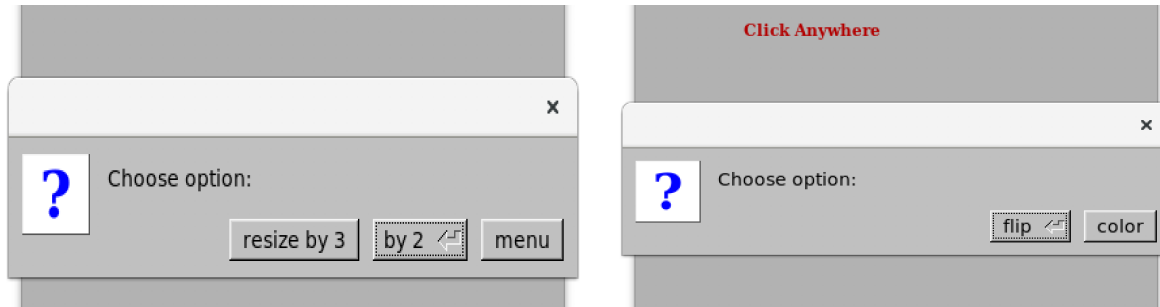 Choose option:
resize by 3 by 2 menu
Click Anywhere
Choose option:
flip color